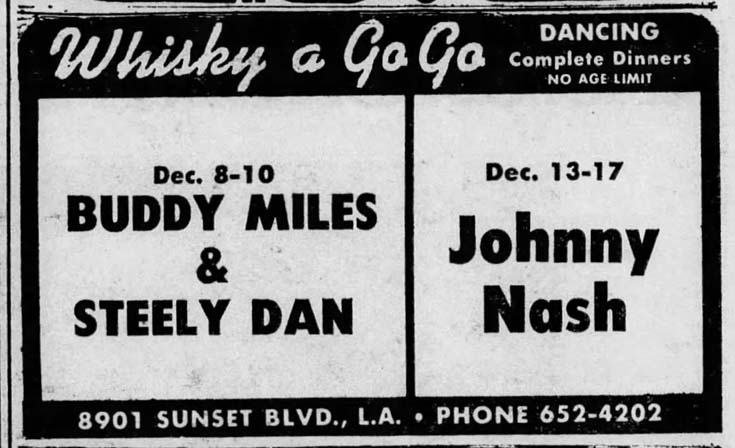 Whisky a Go Go
DANCING
Complete Dinners
NO AGE LIMIT
Dec. 8-10
BUDDY MILES
&
STEELY DAN
Dec. 13-17
Johnny
Nash
8901 SUNSET BLVD., L.A. • PHONE 652-4202